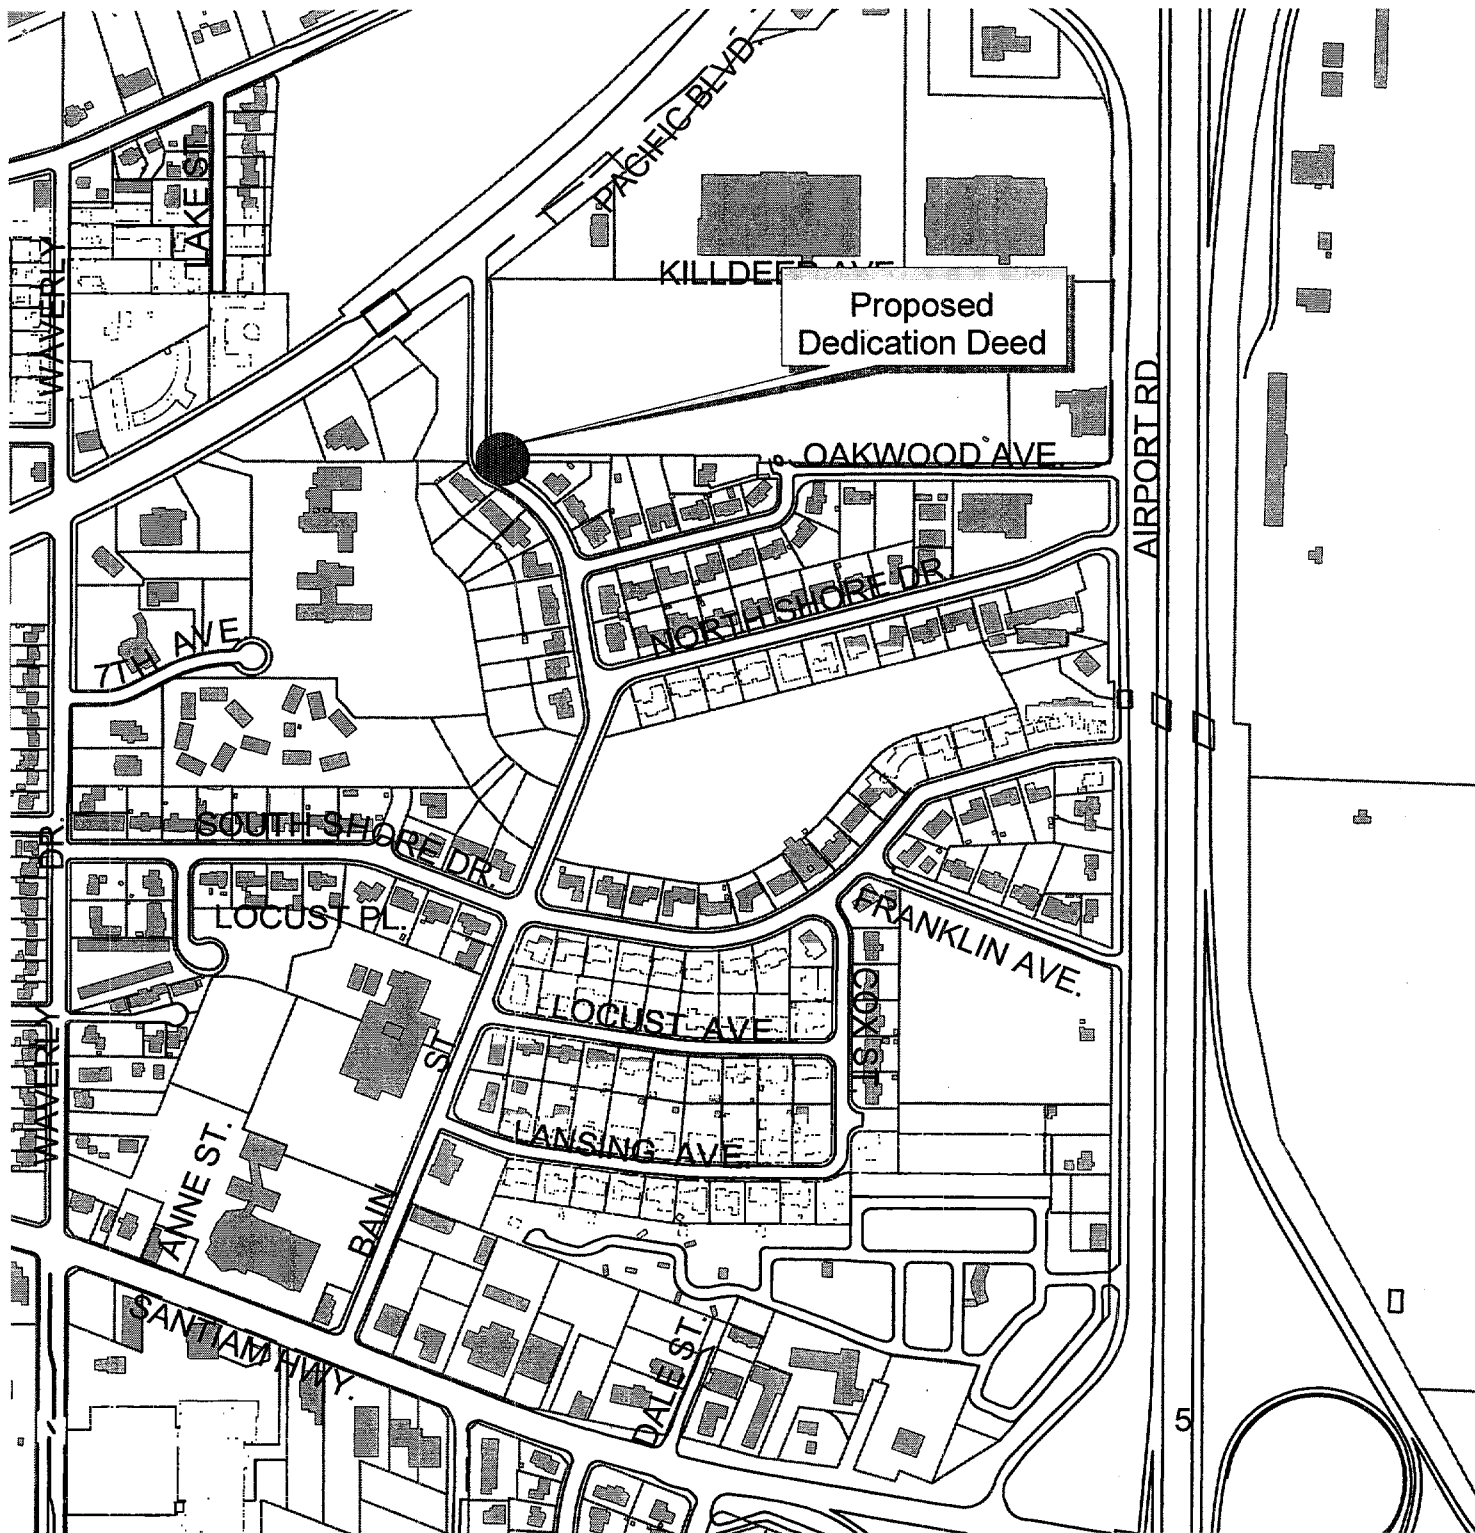 PACIFIC BLVD.
LAKE ST.
WAVERLY
KILLDEER AVE
Proposed
Dedication Deed
AIRPORT RD
OAKWOOD AVE.
NORTH SHORE DR.
7TH AVE
SOUTH SHORE DR.
DR.
LOCUST PL.
FRANKLIN AVE.
COX ST
LOCUST AVE
ST
WAVERLY
LANSING AVE.
ANNE ST.
BAIN
SANTIAM HWY.
DALE ST.
5